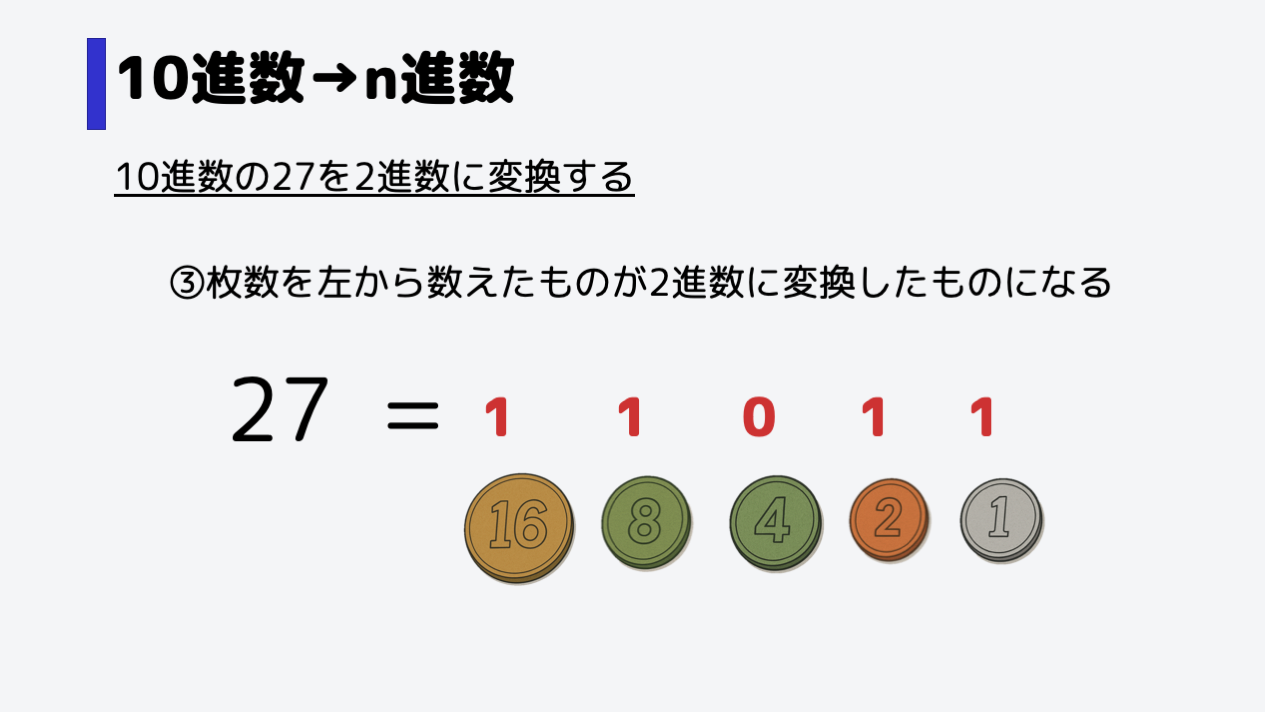 10進数→n進数
10進数の27を2進数に変換する
③枚数を左から数えたものが2進数に変換したものになる
27 = 1 1 0 1 1
16 8 4 2 1